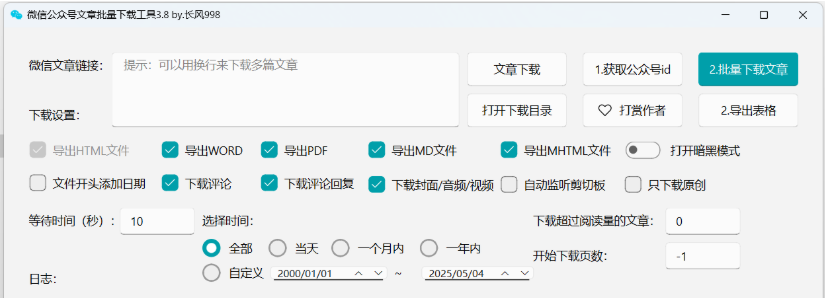 微信公众号文章批量下载工具3.8 by.长风998
微信文章链接： 提示：可以用换行来下载多篇文章 文章下载 1.获取公众号id 2.批量下载文章
下载设置： 打开下载目录 打赏作者 2.导出表格
导出HTML文件 导出WORD 导出PDF 导出MD文件 导出MHTML文件 打开暗黑模式
文件开头添加日期 下载评论 下载评论回复 下载封面/音频/视频 自动监听剪切板 只下载原创
等待时间（秒）： 10 选择时间： 下载超过阅读量的文章： 0
全部 当天 一个月内 一年内 开始下载页数： -1
自定义 2000/01/01 ~ 2025/05/04
日志：